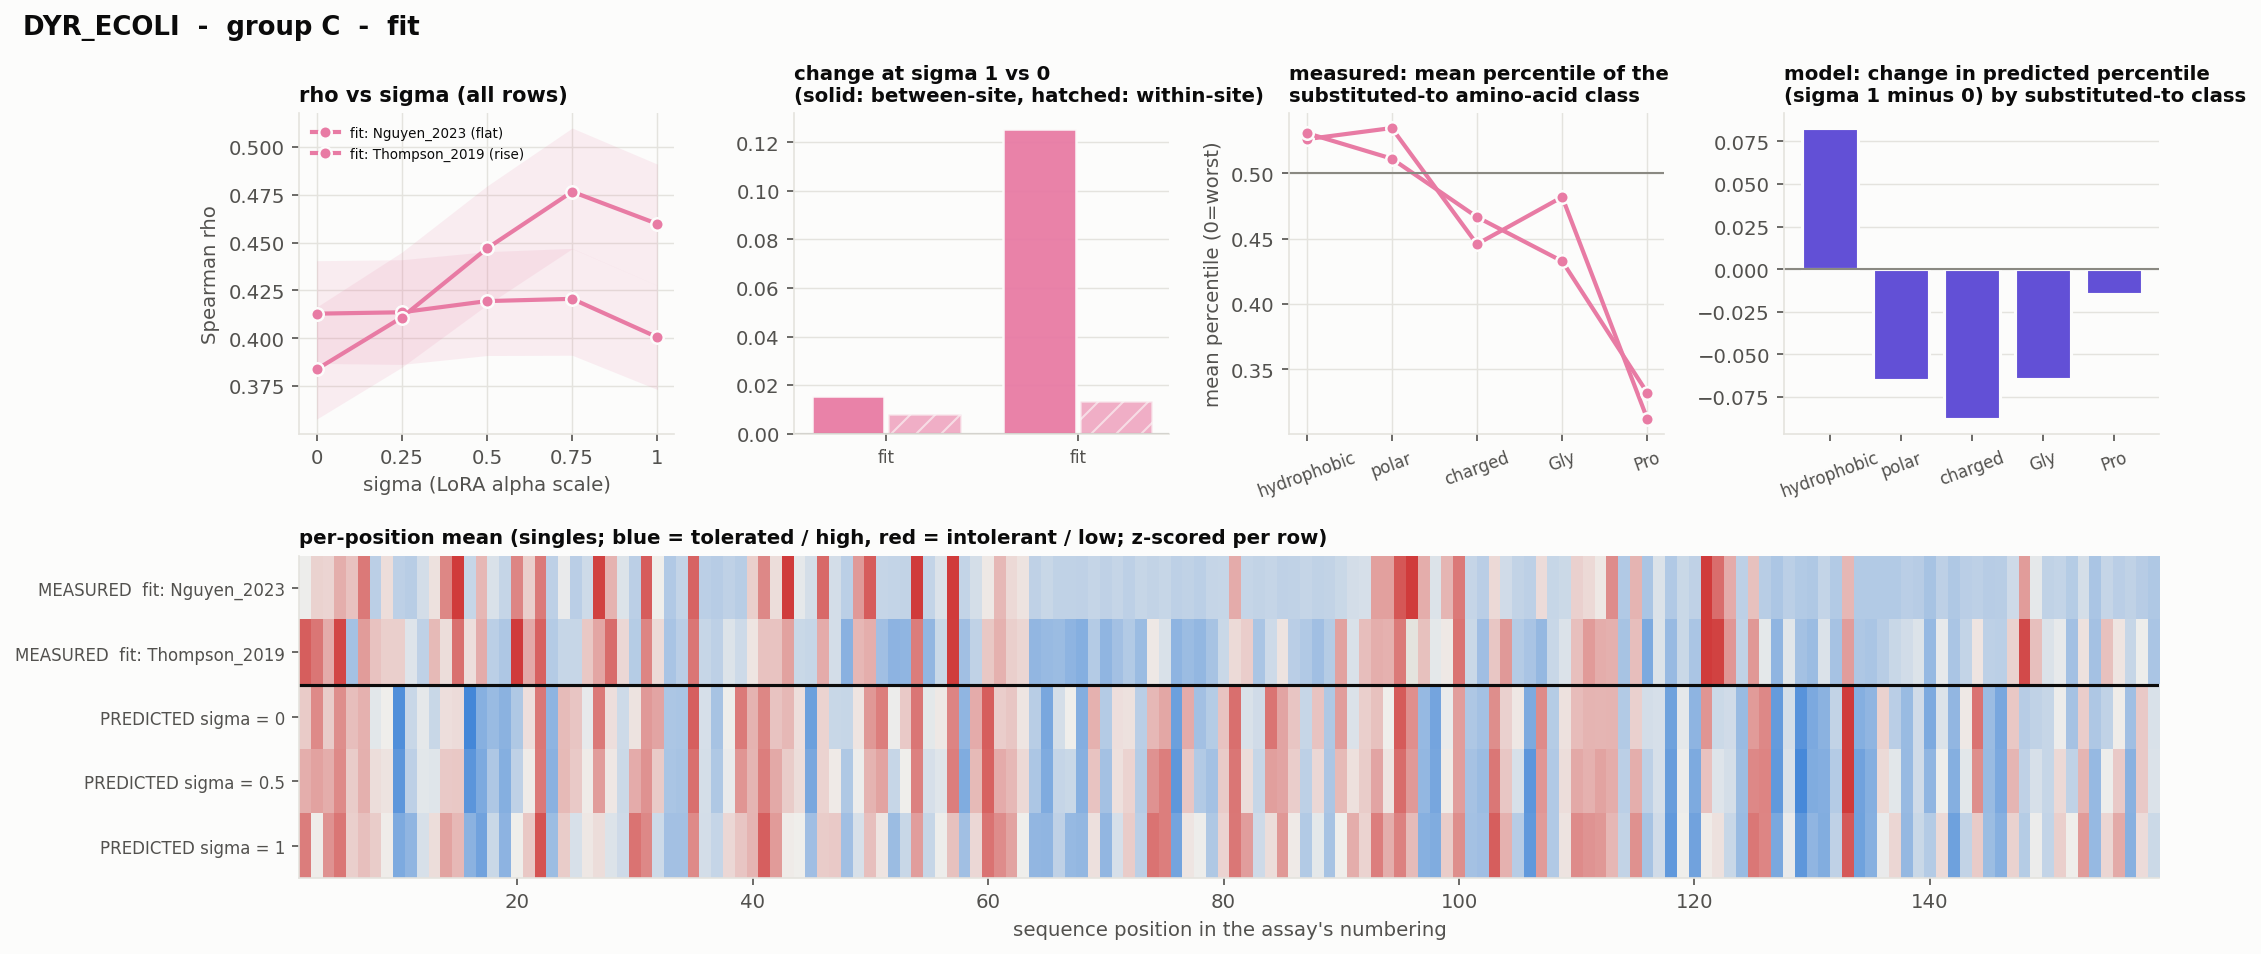 DYR_ECOLI  -  group C  -  fit
rho vs sigma (all rows)
fit: Nguyen_2023 (flat)
fit: Thompson_2019 (rise)
Spearman rho
0.500
0.475
0.450
0.425
0.400
0.375
0
0.25
0.5
0.75
1
sigma (LoRA alpha scale)
change at sigma 1 vs 0
(solid: between-site, hatched: within-site)
0.12
0.10
0.08
0.06
0.04
0.02
0.00
fit
fit
measured: mean percentile of the
substituted-to amino-acid class
mean percentile (0=worst)
0.50
0.45
0.40
0.35
hydrophobic
polar
charged
Gly
Pro
model: change in predicted percentile
(sigma 1 minus 0) by substituted-to class
0.075
0.050
0.025
0.000
−0.025
−0.050
−0.075
hydrophobic
polar
charged
Gly
Pro
per-position mean (singles; blue = tolerated / high, red = intolerant / low; z-scored per row)
MEASURED  fit: Nguyen_2023
MEASURED  fit: Thompson_2019
PREDICTED sigma = 0
PREDICTED sigma = 0.5
PREDICTED sigma = 1
20
40
60
80
100
120
140
sequence position in the assay's numbering